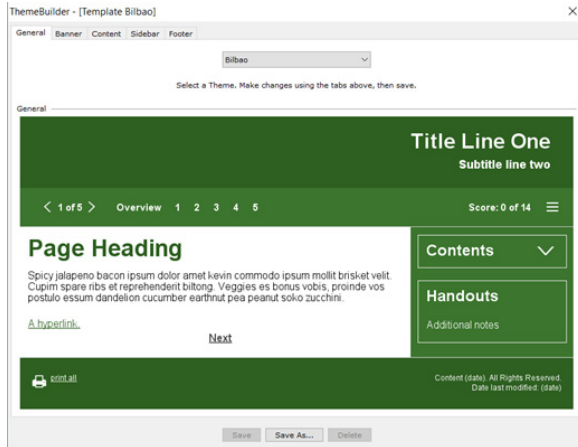 ThemeBuilder - [Template Bilbao]
General Banner Content Sidebar Footer
Bilbao
Select a Theme. Make changes using the tabs above, then save.
General
Title Line One
Subtitle line two
1 of 5 Overview 1 2 3 4 5 Score: 0 of 14
Page Heading
Spicy jalapeno bacon ipsum dolor amet kevin commodo ipsum mollit brisket velit.
Cupim spare ribs et reprehenderit biltong. Veggies es bonus vobis, proinde vos
postulo essum dandelion cucumber earthnut pea peanut soko zucchini.
A hyperlink.
Next
Contents
Handouts
Additional notes
print all
Content (date). All Rights Reserved.
Date last modified: (date)
Save Save As... Delete